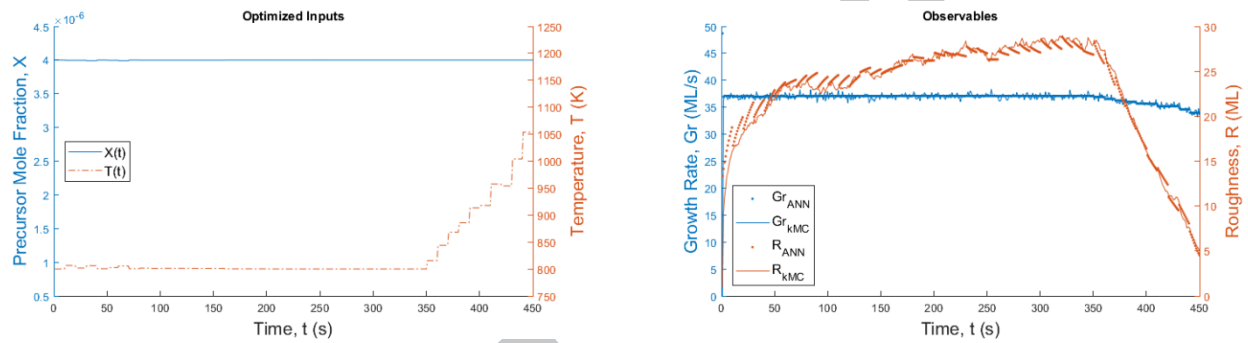 Optimized Inputs
×10⁻⁶
4.5
4
3.5
3
2.5
2
1.5
1
0.5
Precursor Mole Fraction, X
X(t)
T(t)
1250
1200
1150
1100
1050
1000
950
900
850
800
750
Temperature, T (K)
0 50 100 150 200 250 300 350 400 450
Time, t (s)
Observables
50
45
40
35
30
25
20
15
10
5
0
Growth Rate, Gr (ML/s)
Gr_ANN
Gr_kMC
R_ANN
R_kMC
30
25
20
15
10
5
0
Roughness, R (ML)
0 50 100 150 200 250 300 350 400 450
Time, t (s)